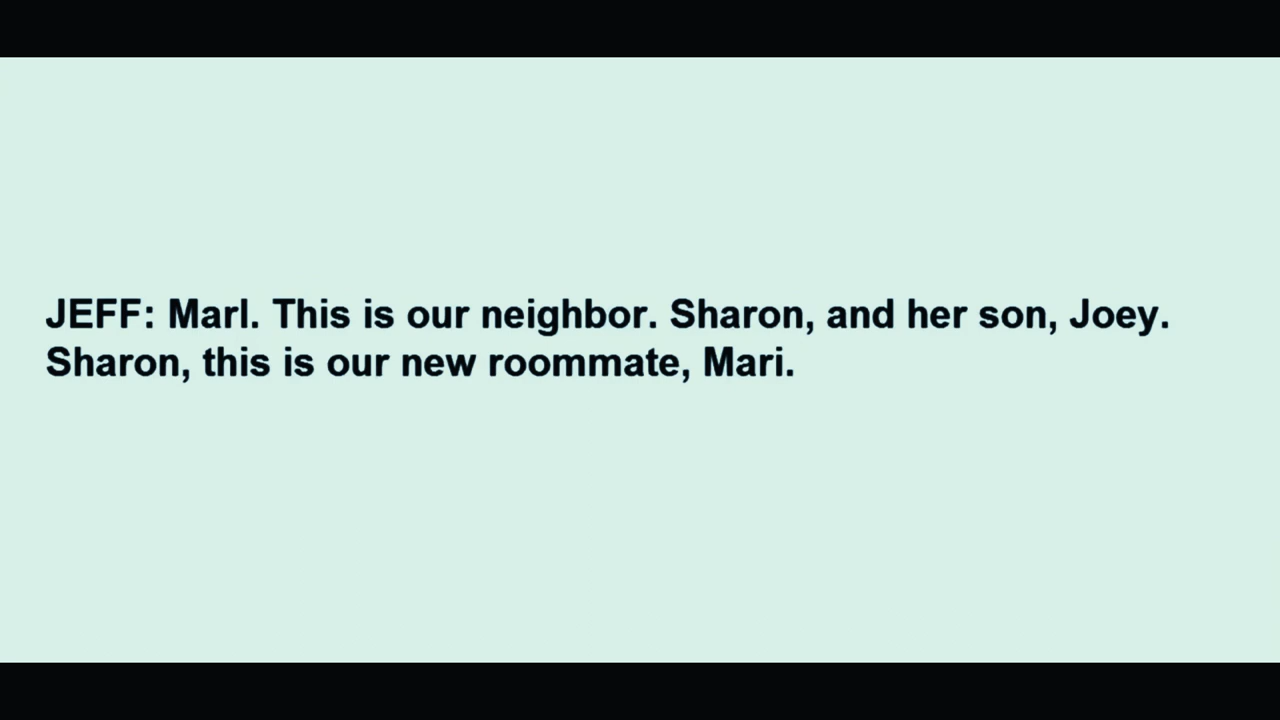 JEFF: Marl. This is our neighbor. Sharon, and her son, Joey.
Sharon, this is our new roommate, Mari.